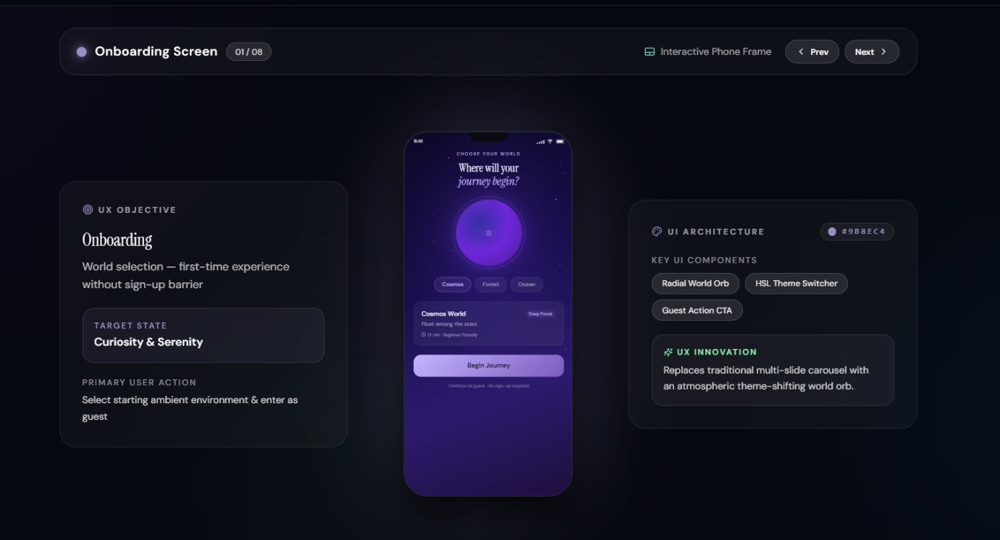 Onboarding Screen
01 / 08
Interactive Phone Frame
Prev
Next
UX OBJECTIVE
Onboarding
World selection — first-time experience
without sign-up barrier
TARGET STATE
Curiosity & Serenity
PRIMARY USER ACTION
Select starting ambient environment & enter as
guest
9:41
CHOOSE YOUR WORLD
Where will your
journey begin?
Cosmos
Forest
Ocean
Cosmos World
Deep Focus
Float among the stars
13 min · Beginner friendly
Begin Journey
Continue as guest · No sign-up required
UI ARCHITECTURE
#9B8EC4
KEY UI COMPONENTS
Radial World Orb
HSL Theme Switcher
Guest Action CTA
UX INNOVATION
Replaces traditional multi-slide carousel with
an atmospheric theme-shifting world orb.